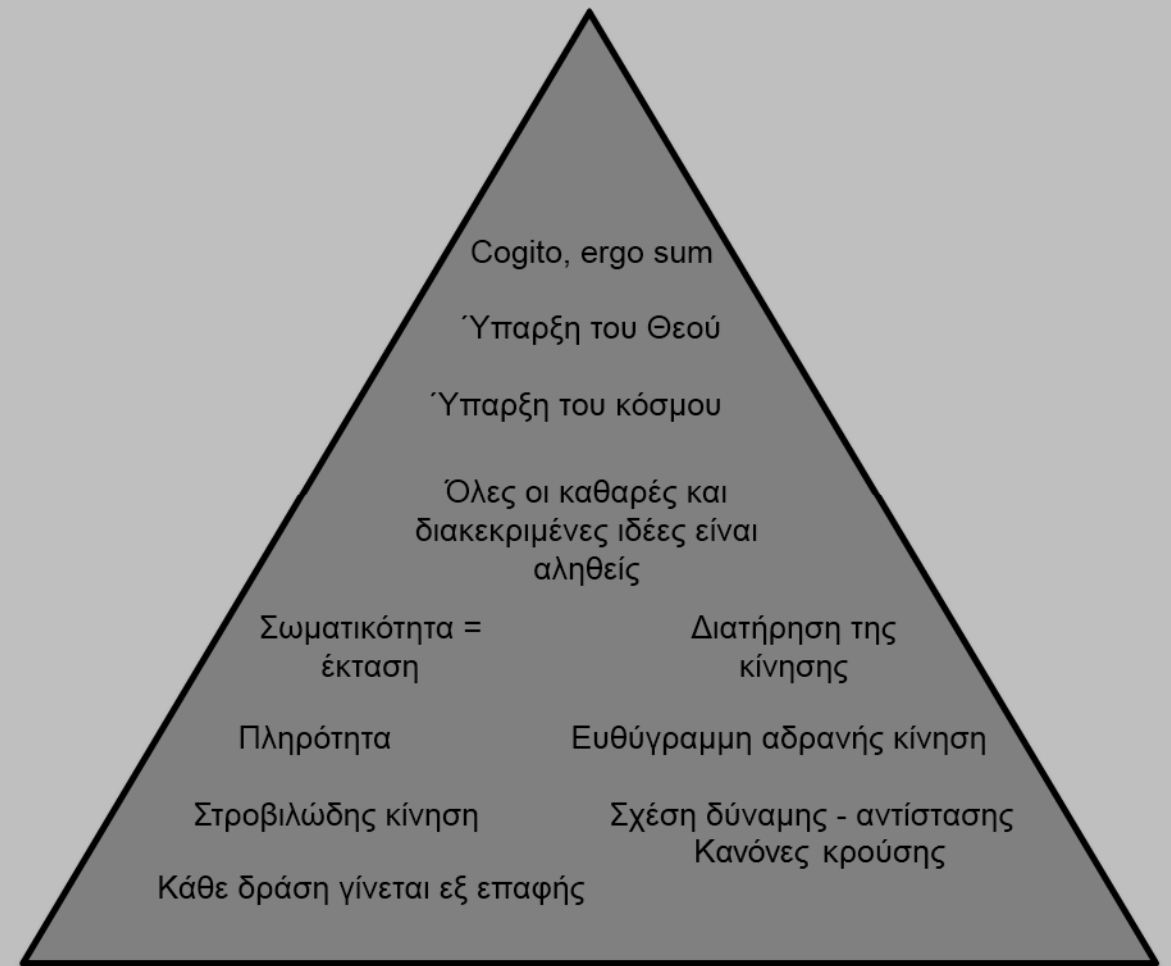 Cogito, ergo sum
Ύπαρξη του Θεού
Ύπαρξη του κόσμου
Όλες οι καθαρές και
διακεκριμένες ιδέες είναι
αληθείς
Σωματικότητα =
έκταση
Διατήρηση της
κίνησης
Πληρότητα
Ευθύγραμμη αδρανής κίνηση
Στροβιλώδης κίνηση
Σχέση δύναμης - αντίστασης
Κανόνες κρούσης
Κάθε δράση γίνεται εξ επαφής